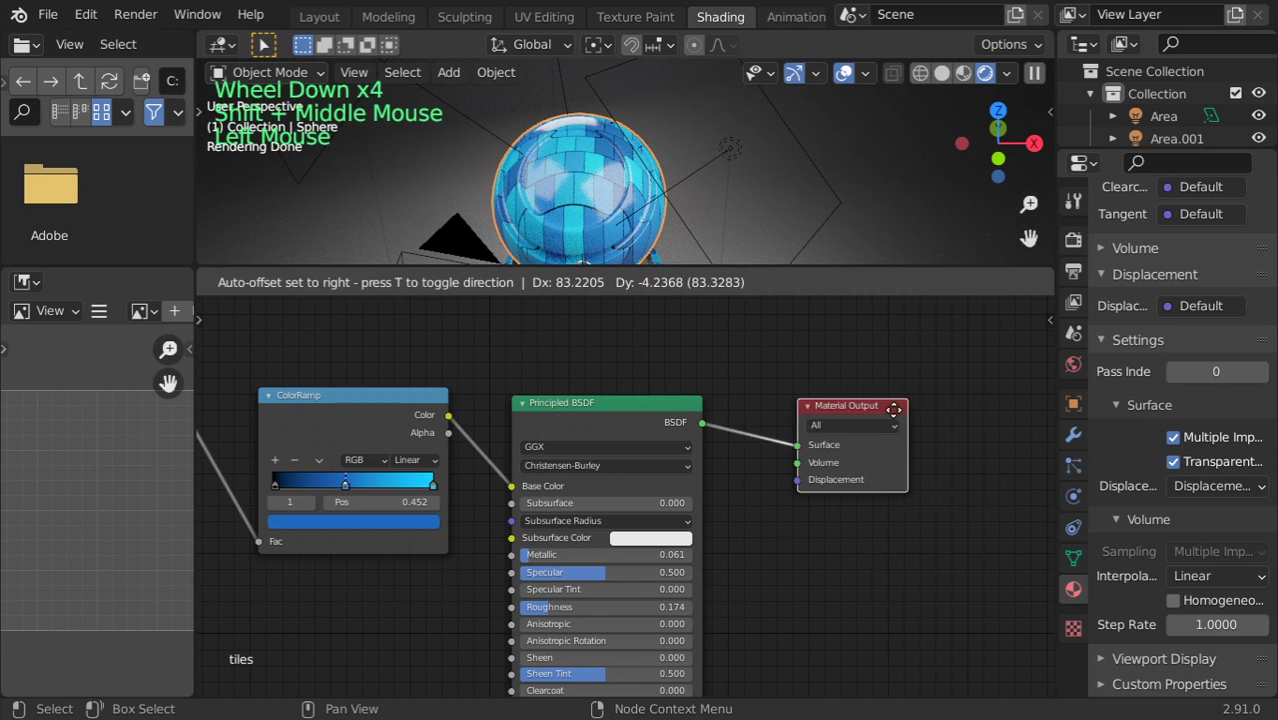 File Edit Render Window Help Layout Modeling Sculpting UV Editing Texture Paint Shading Animation Scene View Layer
View Select Global Options
C: Object Mode View Select Add Object
Wheel Down x4
User Perspective
Shift + Middle Mouse
(1) Collection | Sphere
Left Mouse
Rendering Done
Z
Y
X
Adobe
Scene Collection
Collection
Area
Area.001
Clearc... Default
Tangent Default
Volume
Displacement
Displac... Default
Settings
Pass Inde 0
Surface
Multiple Imp...
Transparent...
Displace... Displaceme...
Volume
Sampling Multiple Imp...
Interpola... Linear
Homogeneo...
Step Rate 1.0000
Viewport Display
Custom Properties
View
Auto-offset set to right - press T to toggle direction | Dx: 83.2205 Dy: -4.2368 (83.3283)
ColorRamp
Color
Alpha
RGB Linear
1 Pos 0.452
Fac
Principled BSDF
BSDF
GGX
Christensen-Burley
Base Color
Subsurface 0.000
Subsurface Radius
Subsurface Color
Metallic 0.061
Specular 0.500
Specular Tint 0.000
Roughness 0.174
Anisotropic 0.000
Anisotropic Rotation 0.000
Sheen 0.000
Sheen Tint 0.500
Clearcoat 0.000
Material Output
All
Surface
Volume
Displacement
tiles
Select Box Select Pan View Node Context Menu 2.91.0